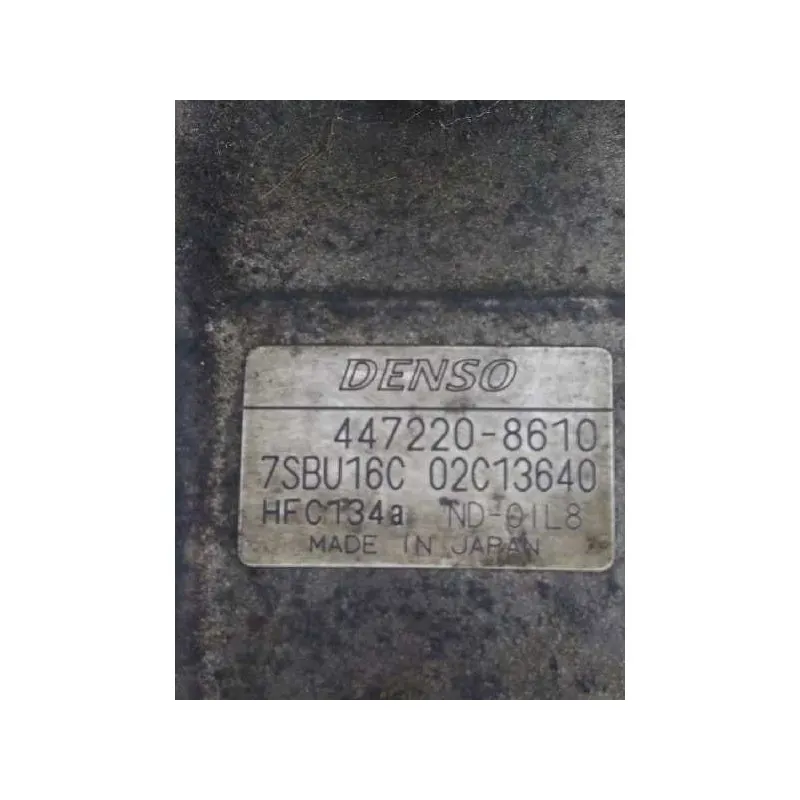 DENSO
447220-8610
7SBU16C 02C13640
HFC134a ND-OIL8
MADE IN JAPAN